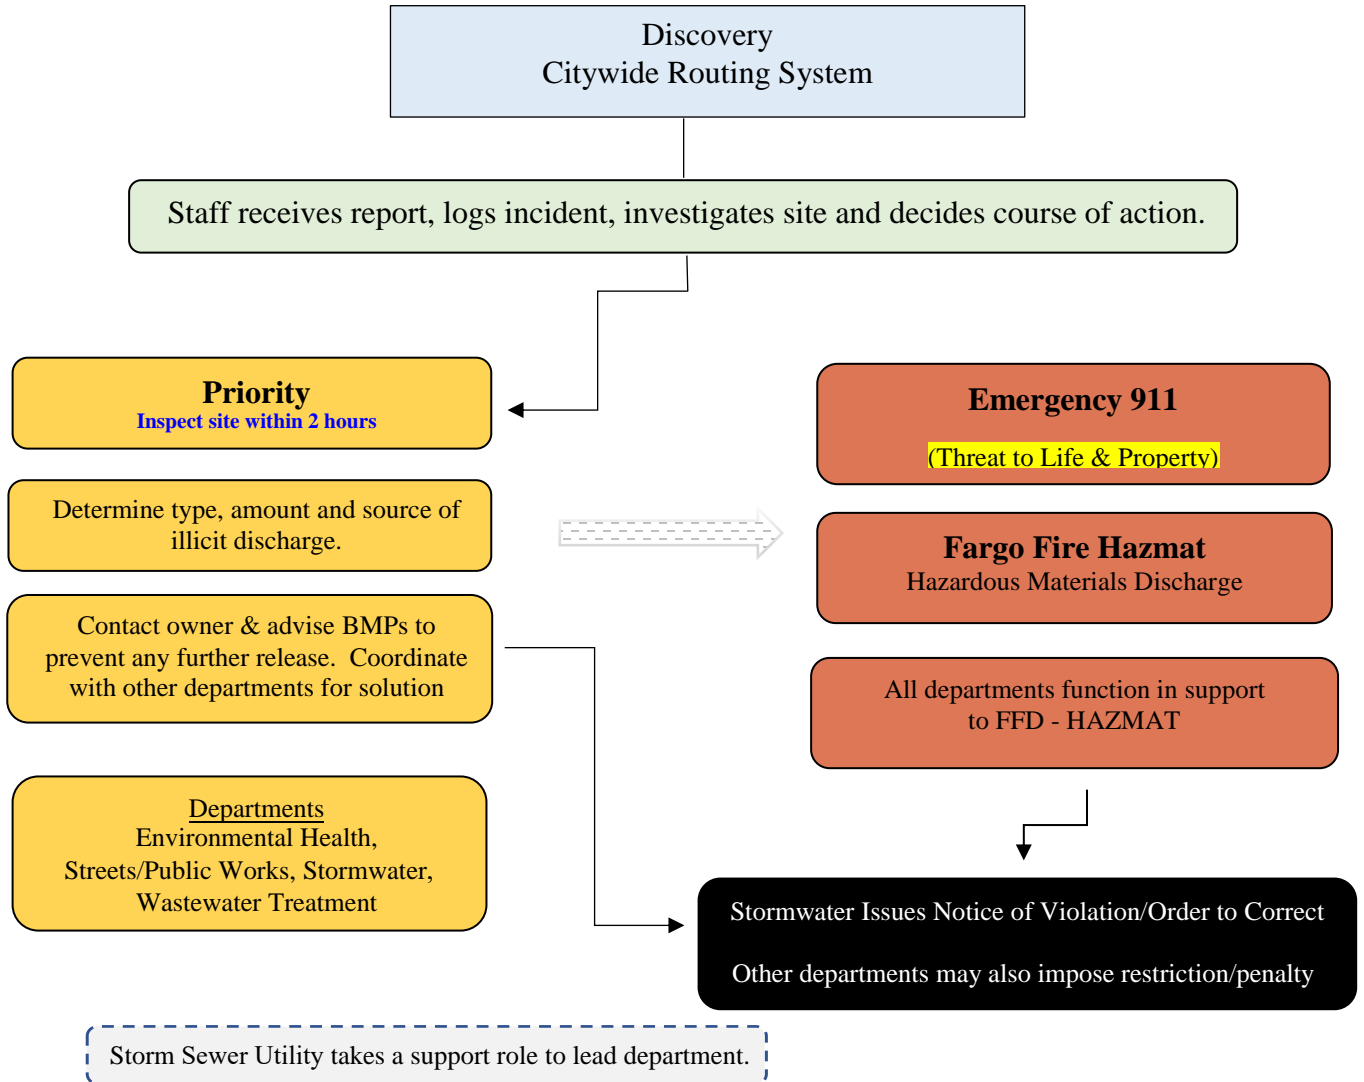 Discovery
Citywide Routing System
Staff receives report, logs incident, investigates site and decides course of action.
Priority
Inspect site within 2 hours
Determine type, amount and source of
illicit discharge.
Contact owner & advise BMPs to
prevent any further release.  Coordinate
with other departments for solution
Departments
Environmental Health,
Streets/Public Works, Stormwater,
Wastewater Treatment
Emergency 911
(Threat to Life & Property)
Fargo Fire Hazmat
Hazardous Materials Discharge
All departments function in support
to FFD - HAZMAT
Stormwater Issues Notice of Violation/Order to Correct
Other departments may also impose restriction/penalty
Storm Sewer Utility takes a support role to lead department.